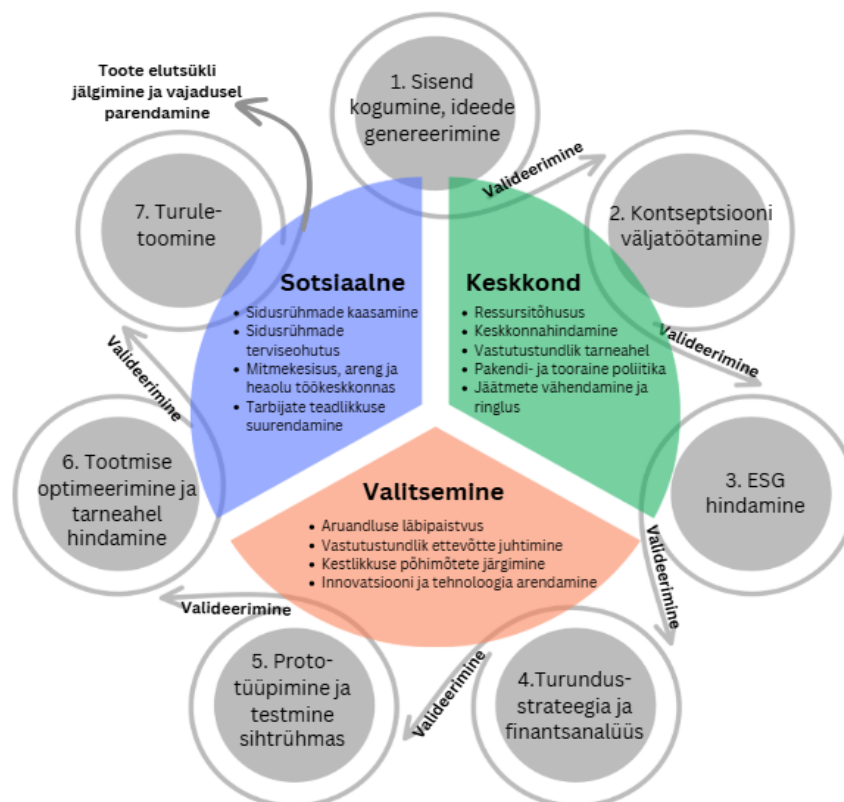 Toote elutsükli
jälgimine ja vajadusel
parendamine
1. Sisend
kogumine, ideede
genereerimine
Valideerimine
2. Kontseptsiooni
väljatöötamine
Valideerimine
3. ESG
hindamine
Valideerimine
4.Turundus-
strateegia ja
finantsanalüüs
Valideerimine
5. Proto-
tüüpimine ja
testmine
sihtrühmas
Valideerimine
6. Tootmise
optimeerimine ja
tarneahel
hindamine
Valideerimine
7. Turule-
toomine
Sotsiaalne
• Sidusrühmade kaasamine
• Sidusrühmade
terviseohutus
• Mitmekesisus, areng ja
heaolu töökeskkonnas
• Tarbijate teadlikkuse
suurendamine
Keskkond
• Ressursitõhusus
• Keskkonnahindamine
• Vastutustundlik tarneahel
• Pakendi- ja tooraine poliitika
• Jäätmete vähendamine ja
ringlus
Valitsemine
• Aruandluse läbipaistvus
• Vastutustundlik ettevõtte juhtimine
• Kestlikkuse põhimõtete järgimine
• Innovatsiooni ja tehnoloogia arendamine